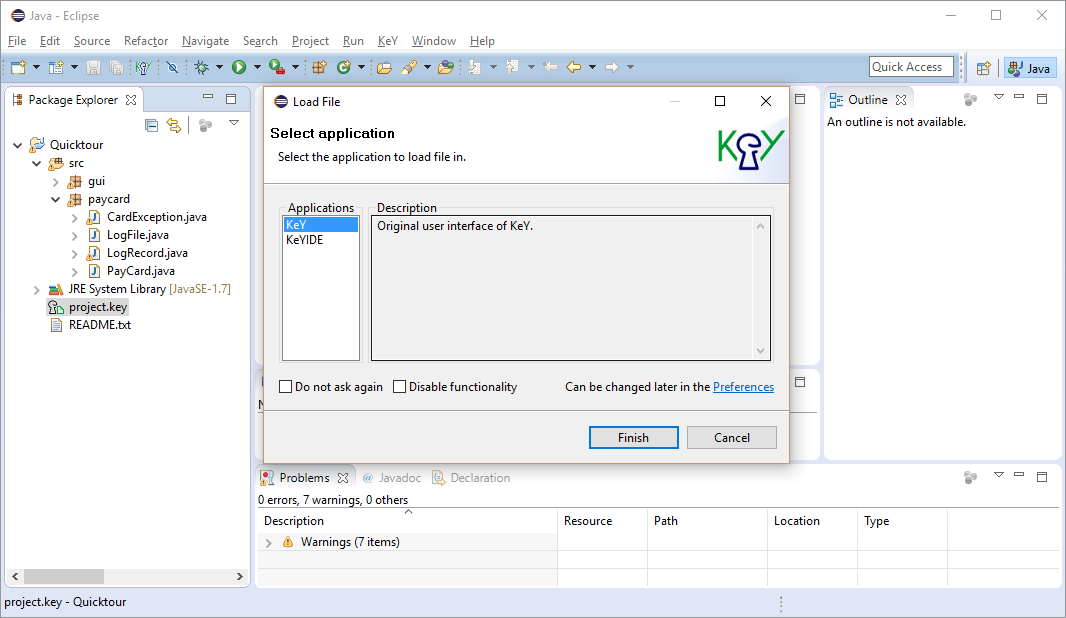 Java - Eclipse
File Edit Source Refactor Navigate Search Project Run KeY Window Help
Quick Access
Java
Package Explorer
Quicktour
src
gui
paycard
CardException.java
LogFile.java
LogRecord.java
PayCard.java
JRE System Library [JavaSE-1.7]
project.key
README.txt
Load File
Select application
Select the application to load file in.
KeY
Applications
KeY
KeYIDE
Description
Original user interface of KeY.
Do not ask again Disable functionality Can be changed later in the Preferences
Finish Cancel
Outline
An outline is not available.
Problems @ Javadoc Declaration
0 errors, 7 warnings, 0 others
Description Resource Path Location Type
Warnings (7 items)
project.key - Quicktour